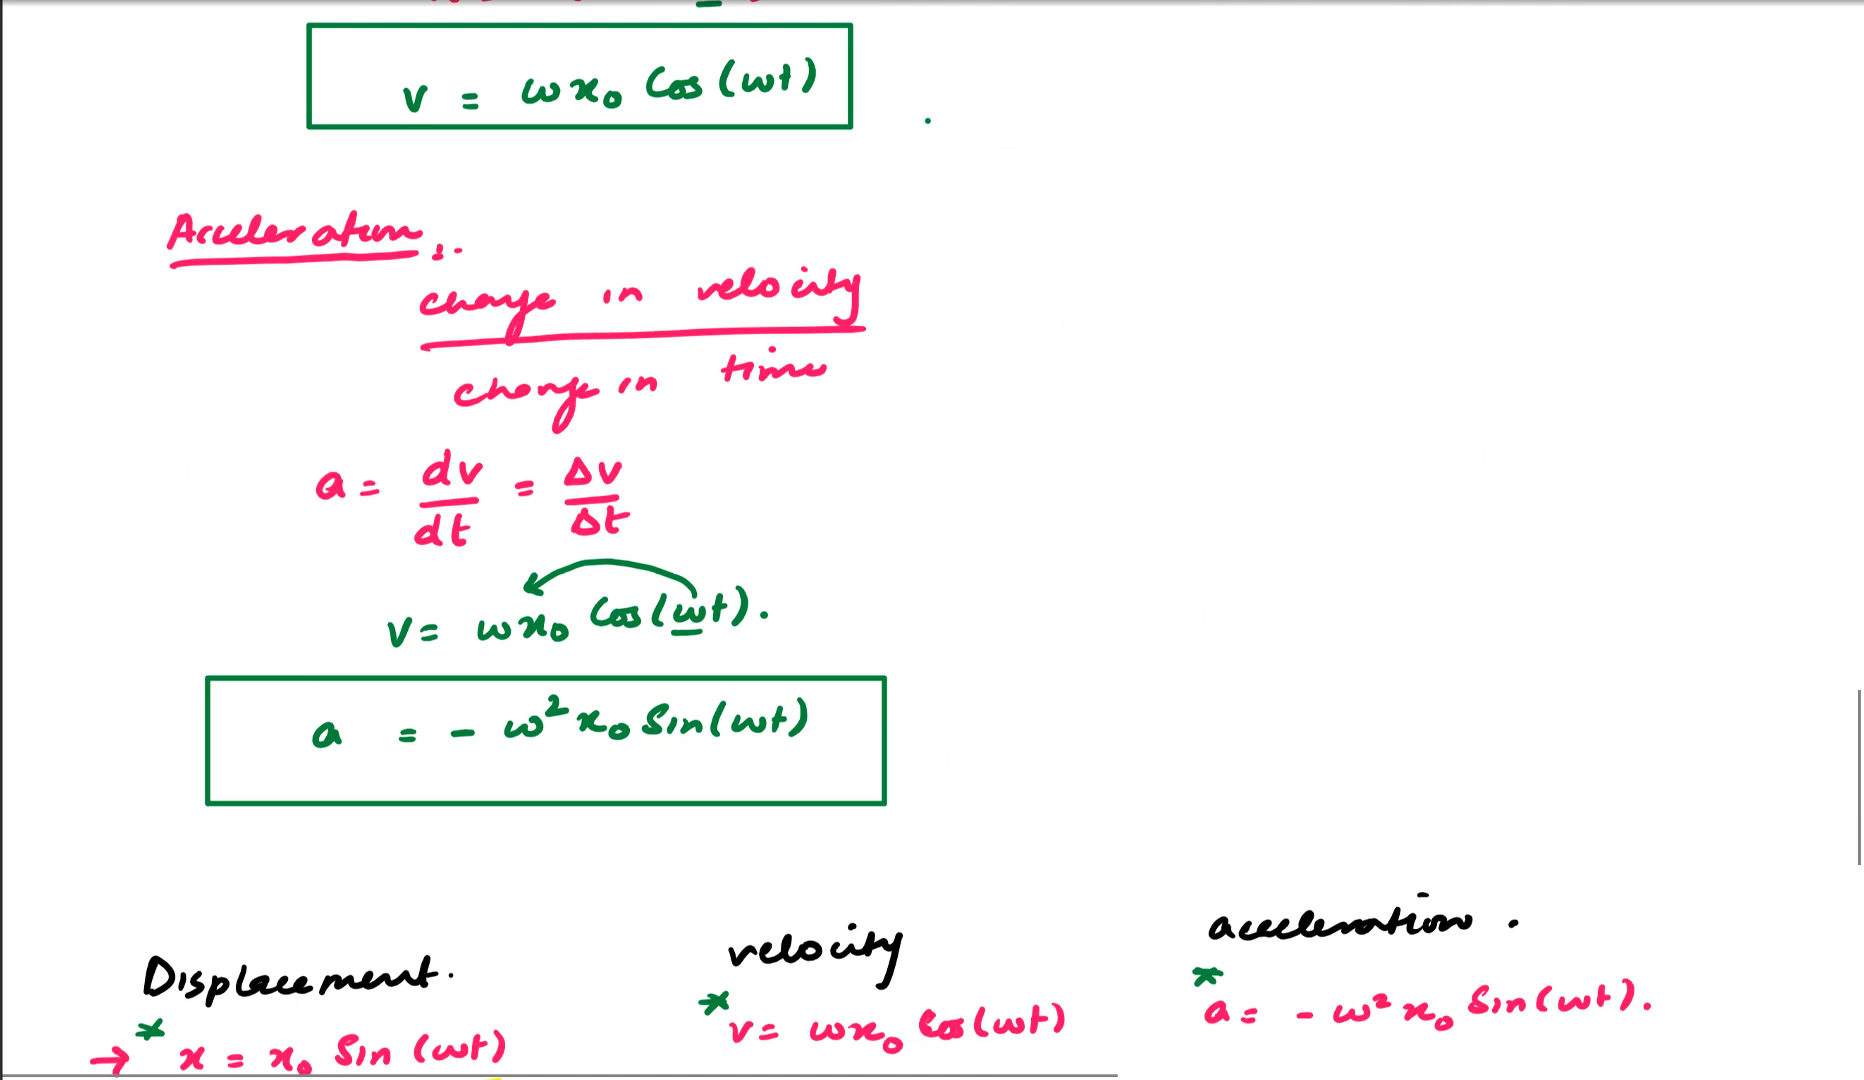 v = ωx₀ Cos(ωt)
Acceleration :-
change in velocity
change in time
a = dv/dt = Δv/Δt
v = ωx₀ Cos(ωt).
a = - ω²x₀ Sin(ωt)
Displacement.
velocity
acceleration.
* → x = x₀ Sin (ωt)
* v = ωx₀ Cos(ωt)
* a = - ω²x₀ Sin(ωt).